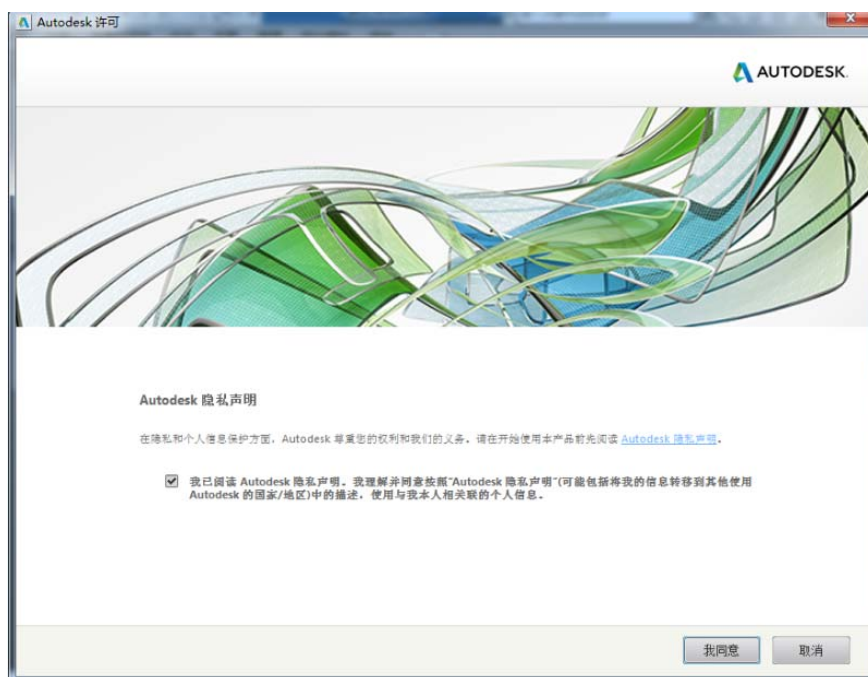 Autodesk 许可
AUTODESK.
Autodesk 隐私声明
在隐私和个人信息保护方面，Autodesk 尊重您的权利和我们的义务。请在开始使用本产品前先阅读 Autodesk 隐私声明。
我已阅读 Autodesk 隐私声明。我理解并同意按照“Autodesk 隐私声明”(可能包括将我的信息转移到其他使用
Autodesk 的国家/地区)中的描述，使用与我本人相关联的个人信息。
我同意
取消